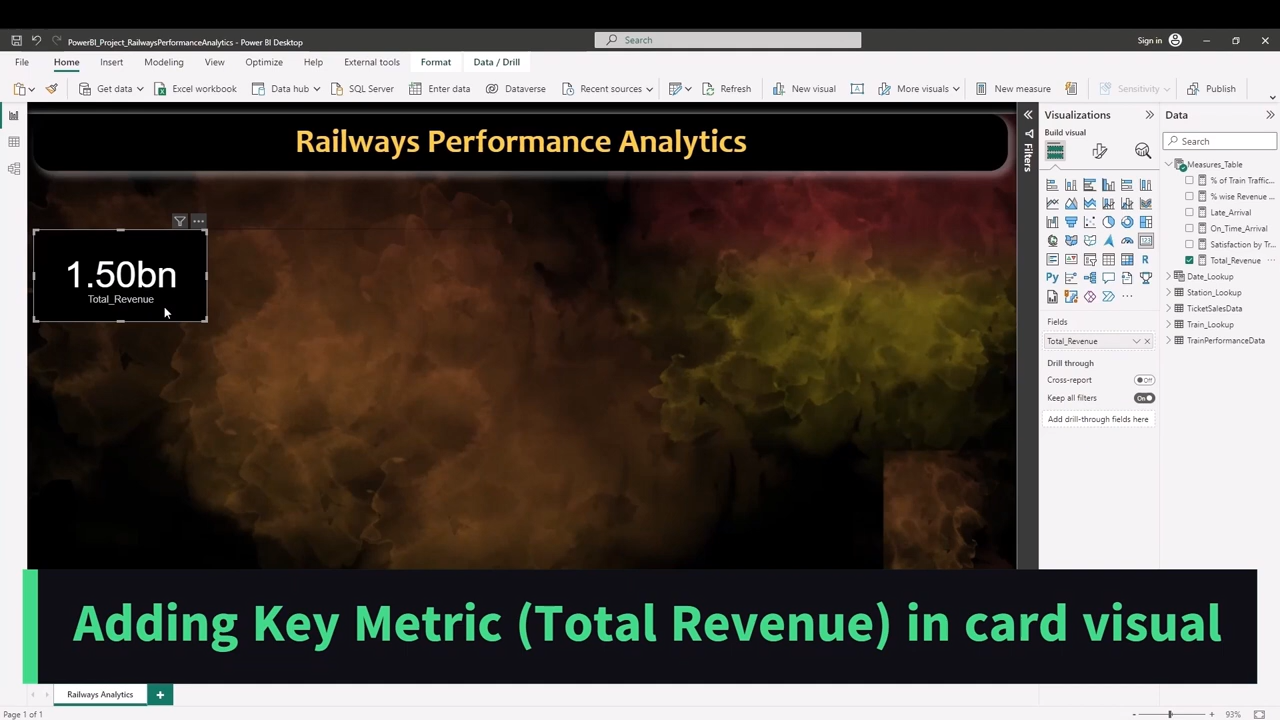 PowerBI_Project_RailwaysPerformanceAnalytics - Power BI Desktop
Search
Sign in
File Home Insert Modeling View Optimize Help External tools Format Data / Drill
Get data Excel workbook Data hub SQL Server Enter data Dataverse Recent sources Refresh New visual More visuals New measure Sensitivity Publish
Railways Performance Analytics
1.50bn
Total_Revenue
Filters
Visualizations
Build visual
R
Py
Fields
Total_Revenue
Drill through
Cross-report Off
Keep all filters On
Add drill-through fields here
Data
Search
Measures_Table
% of Train Traffic...
% wise Revenue ...
Late_Arrival
On_Time_Arrival
Satisfaction by Tr...
Total_Revenue
Date_Lookup
Station_Lookup
TicketSalesData
Train_Lookup
TrainPerformanceData
Adding Key Metric (Total Revenue) in card visual
Railways Analytics
Page 1 of 1
93%